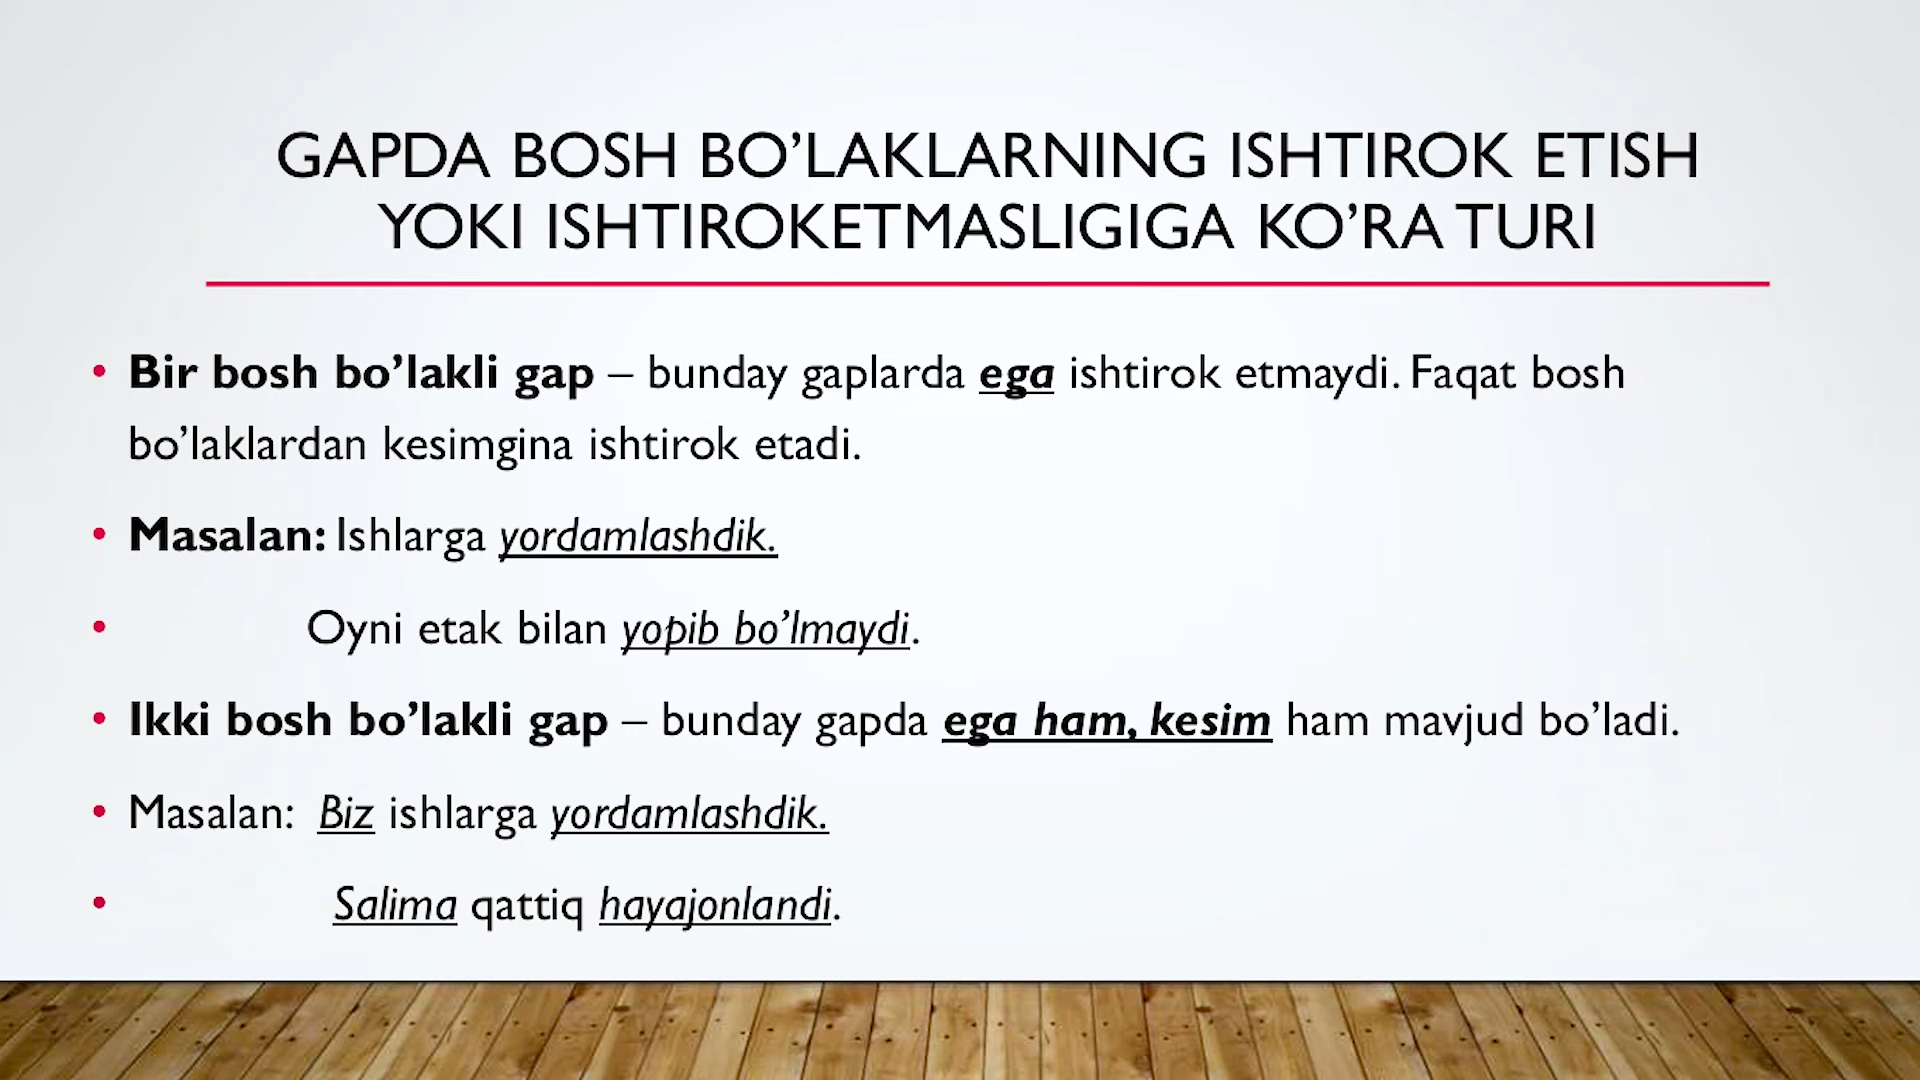 GAPDA BOSH BO’LAKLARNING ISHTIROK ETISH
YOKI ISHTIROKETMASLIGIGA KO’RA TURI
• Bir bosh bo’lakli gap – bunday gaplarda ega ishtirok etmaydi. Faqat bosh
bo’laklardan kesimgina ishtirok etadi.
• Masalan: Ishlarga yordamlashdik.
• Oyni etak bilan yopib bo’lmaydi.
• Ikki bosh bo’lakli gap – bunday gapda ega ham, kesim ham mavjud bo’ladi.
• Masalan: Biz ishlarga yordamlashdik.
• Salima qattiq hayajonlandi.